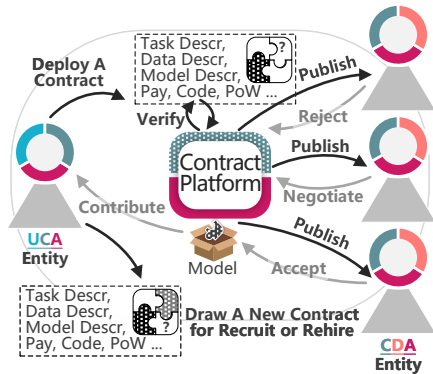 Deploy A
Contract
Task Descr,
Data Descr,
Model Descr,
Pay, Code, PoW ...
?
Verify
Publish
Reject
Contract
Platform
Publish
Negotiate
Contribute
Publish
Accept
Model
UCA
Entity
Task Descr,
Data Descr,
Model Descr,
Pay, Code, PoW ...
?
Draw A New Contract
for Recruit or Rehire
CDA
Entity